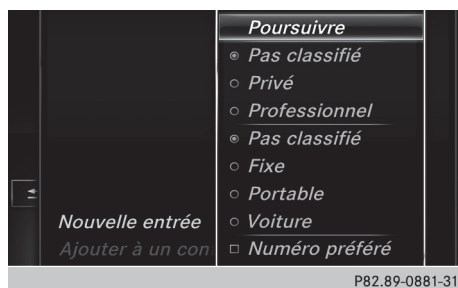 Poursuivre
Pas classifié
Privé
Professionnel
Pas classifié
Fixe
Portable
Voiture
Numéro préféré
Nouvelle entrée
Ajouter à un con
P82.89-0881-31